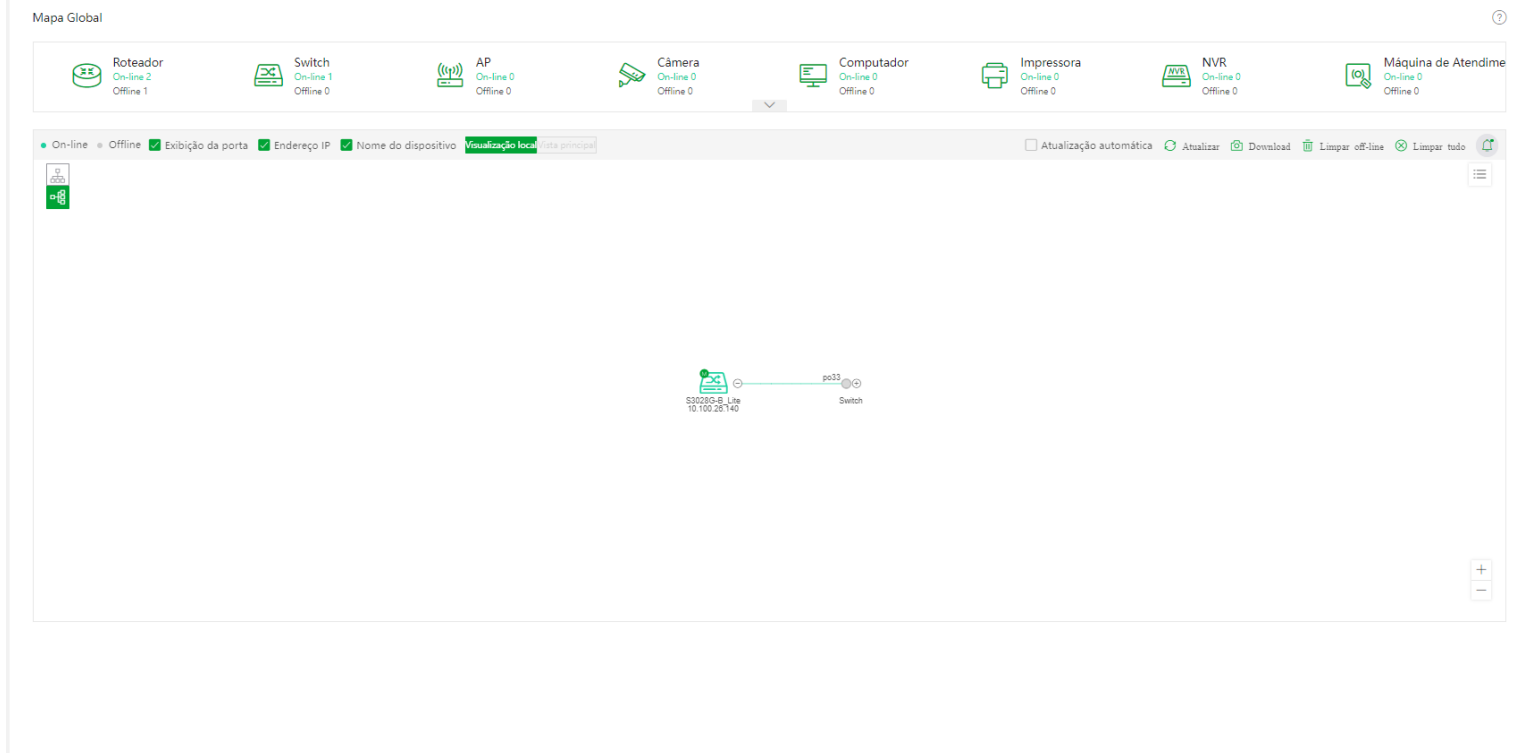 Mapa Global
Roteador
On-line 2
Offline 1
Switch
On-line 1
Offline 0
AP
On-line 0
Offline 0
Câmera
On-line 0
Offline 0
Computador
On-line 0
Offline 0
Impressora
On-line 0
Offline 0
NVR
NVR
On-line 0
Offline 0
Máquina de Atendime
On-line 0
Offline 0
On-line Offline Exibição da porta Endereço IP Nome do dispositivo Visualização local Vista principal Atualização automática Atualizar Download Limpar off-line Limpar tudo
M
po33
S3028G-B_Lite
10.100.26.140
Switch